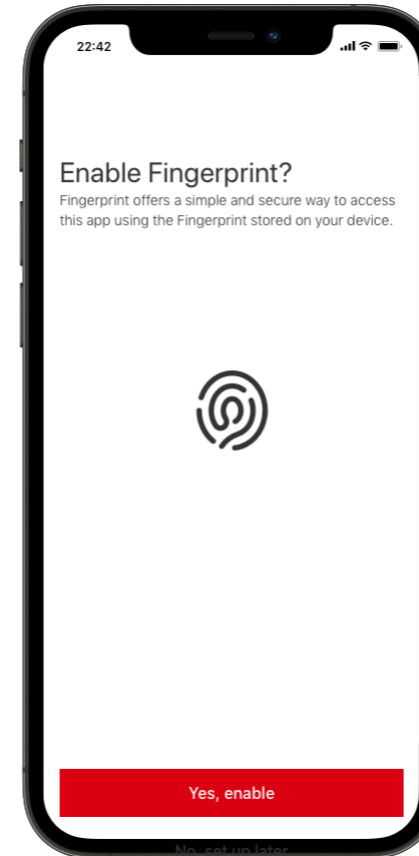 22:42
Enable Fingerprint?
Fingerprint offers a simple and secure way to access
this app using the Fingerprint stored on your device.
Yes, enable
No, set up later